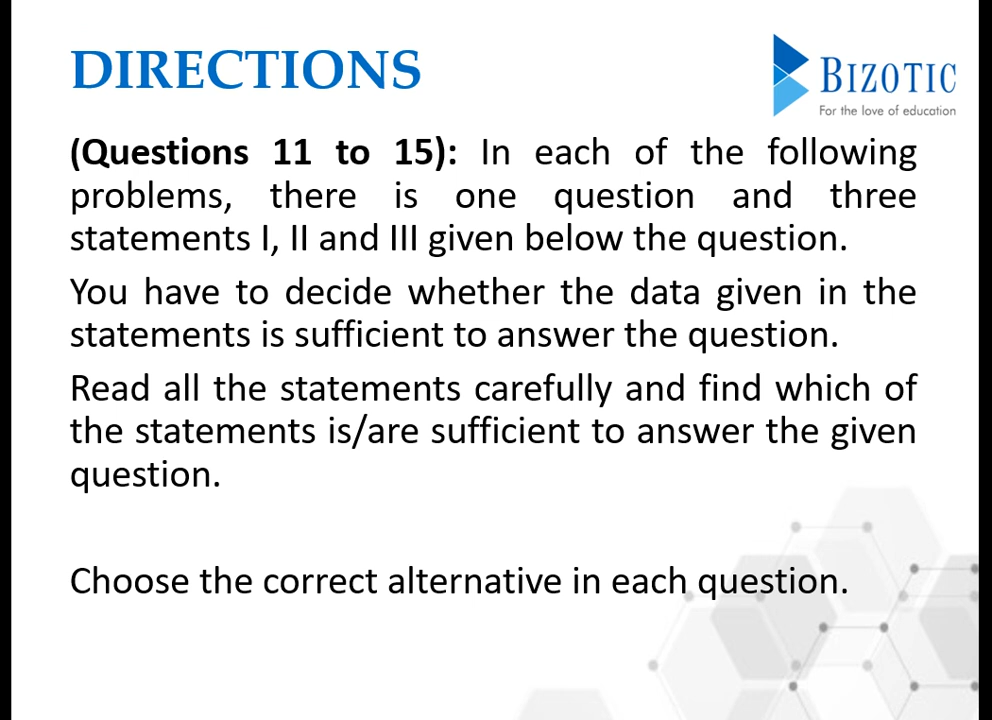 DIRECTIONS
BIZOTIC
For the love of education
(Questions 11 to 15): In each of the following
problems, there is one question and three
statements I, II and III given below the question.
You have to decide whether the data given in the
statements is sufficient to answer the question.
Read all the statements carefully and find which of
the statements is/are sufficient to answer the given
question.
Choose the correct alternative in each question.